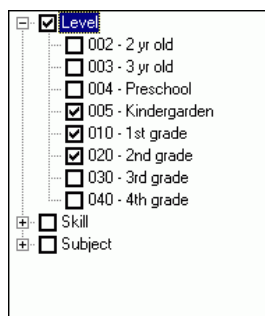 Level
002 - 2 yr old
003 - 3 yr old
004 - Preschool
005 - Kindergarden
010 - 1st grade
020 - 2nd grade
030 - 3rd grade
040 - 4th grade
Skill
Subject